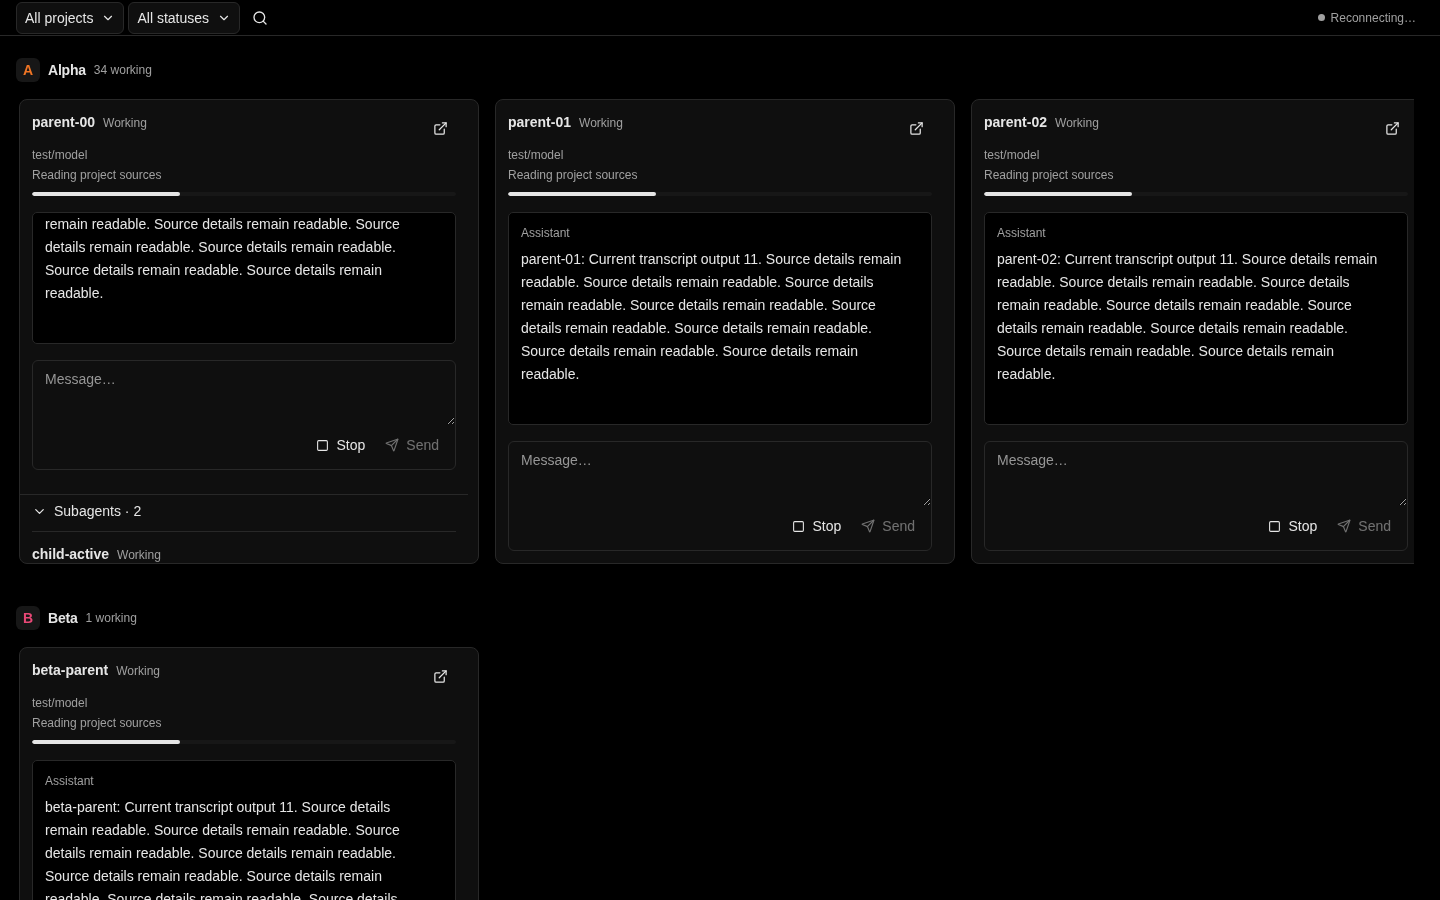 All projects
All statuses
Reconnecting…
A Alpha 34 working
parent-00 Working
test/model
Reading project sources
remain readable. Source details remain readable. Source
details remain readable. Source details remain readable.
Source details remain readable. Source details remain
readable.
Message…
Stop
Send
Subagents · 2
child-active Working
parent-01 Working
test/model
Reading project sources
Assistant
parent-01: Current transcript output 11. Source details remain
readable. Source details remain readable. Source details
remain readable. Source details remain readable. Source
details remain readable. Source details remain readable.
Source details remain readable. Source details remain
readable.
Message…
Stop
Send
parent-02 Working
test/model
Reading project sources
Assistant
parent-02: Current transcript output 11. Source details remain
readable. Source details remain readable. Source details
remain readable. Source details remain readable. Source
details remain readable. Source details remain readable.
Source details remain readable. Source details remain
readable.
Message…
Stop
Send
B Beta 1 working
beta-parent Working
test/model
Reading project sources
Assistant
beta-parent: Current transcript output 11. Source details
remain readable. Source details remain readable. Source
details remain readable. Source details remain readable.
Source details remain readable. Source details remain
readable. Source details remain readable. Source details